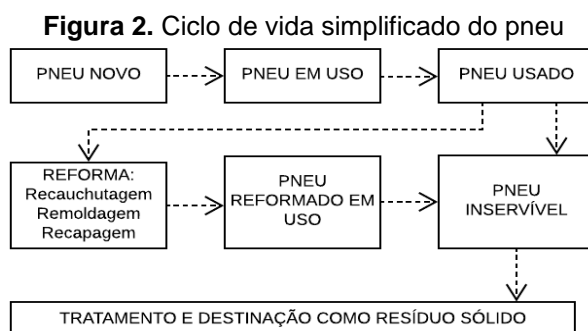 Figura 2. Ciclo de vida simplificado do pneu
PNEU NOVO
PNEU EM USO
PNEU USADO
REFORMA:
Recauchutagem
Remoldagem
Recapagem
PNEU
REFORMADO EM
USO
PNEU
INSERVÍVEL
TRATAMENTO E DESTINAÇÃO COMO RESÍDUO SÓLIDO